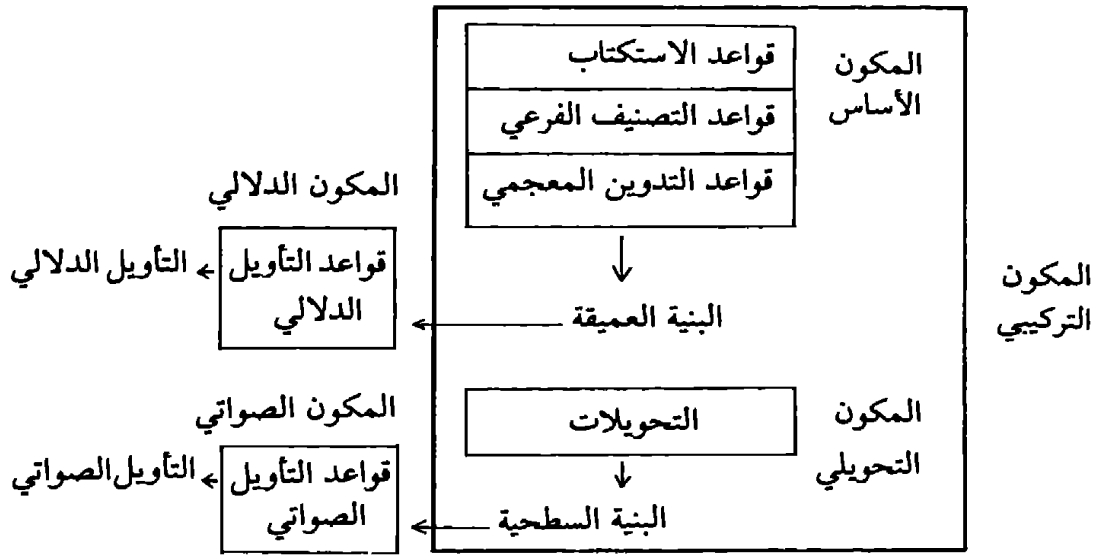 قواعد الاستكتاب
المكون
الأساس
قواعد التصنيف الفرعي
قواعد التدوين المعجمي
المكون الدلالي
قواعد التأويل
الدلالي
التأويل الدلالي
المكون
التركيبي
البنية العميقة
المكون
التحويلي
التحويلات
المكون الصواتي
قواعد التأويل
الصواتي
التأويل الصواتي
البنية السطحية